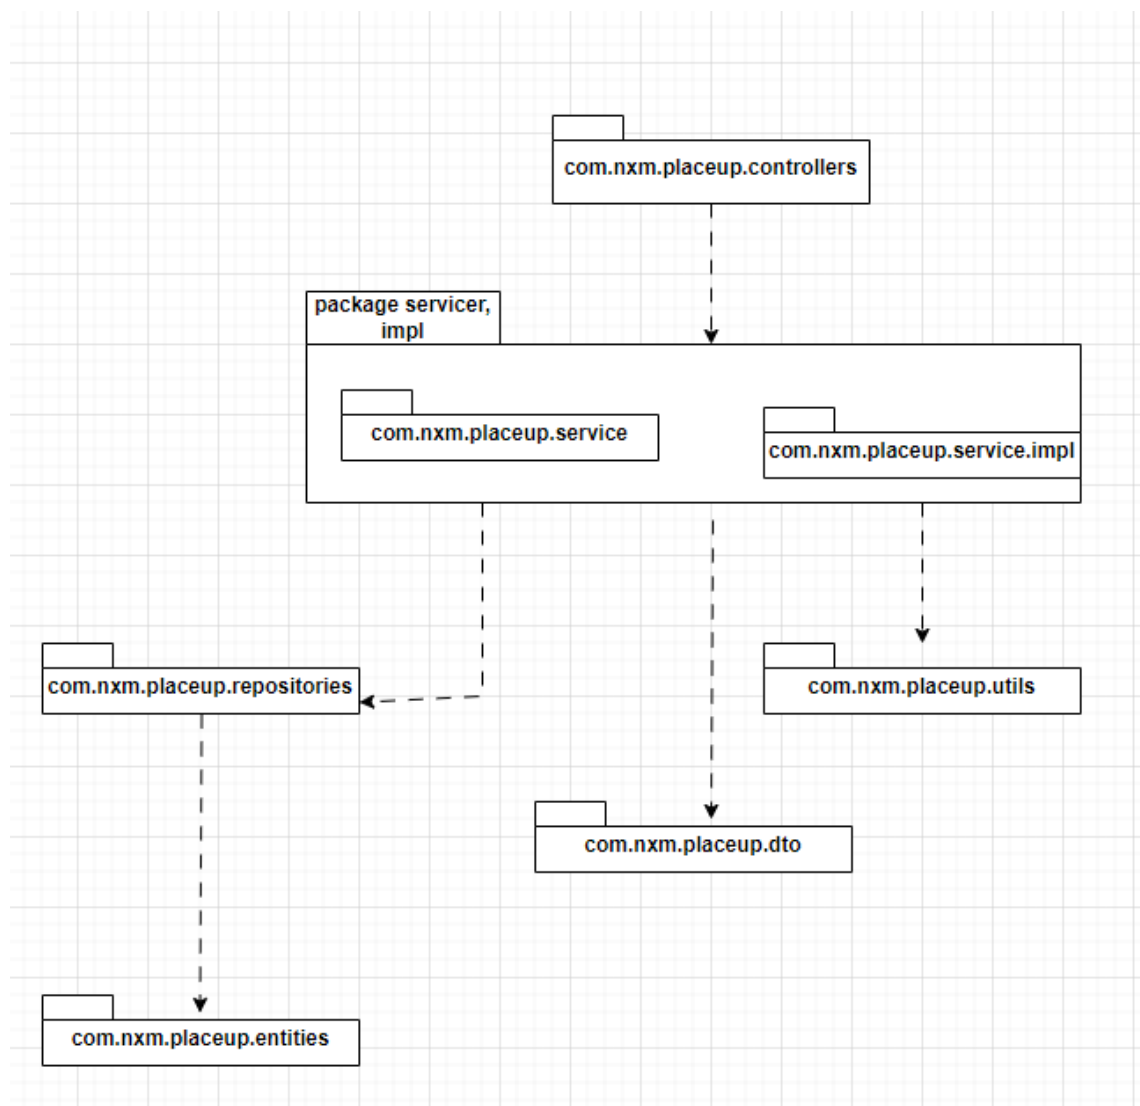 com.nxm.placeup.controllers
package servicer,
impl
com.nxm.placeup.service
com.nxm.placeup.service.impl
com.nxm.placeup.repositories
com.nxm.placeup.utils
com.nxm.placeup.dto
com.nxm.placeup.entities